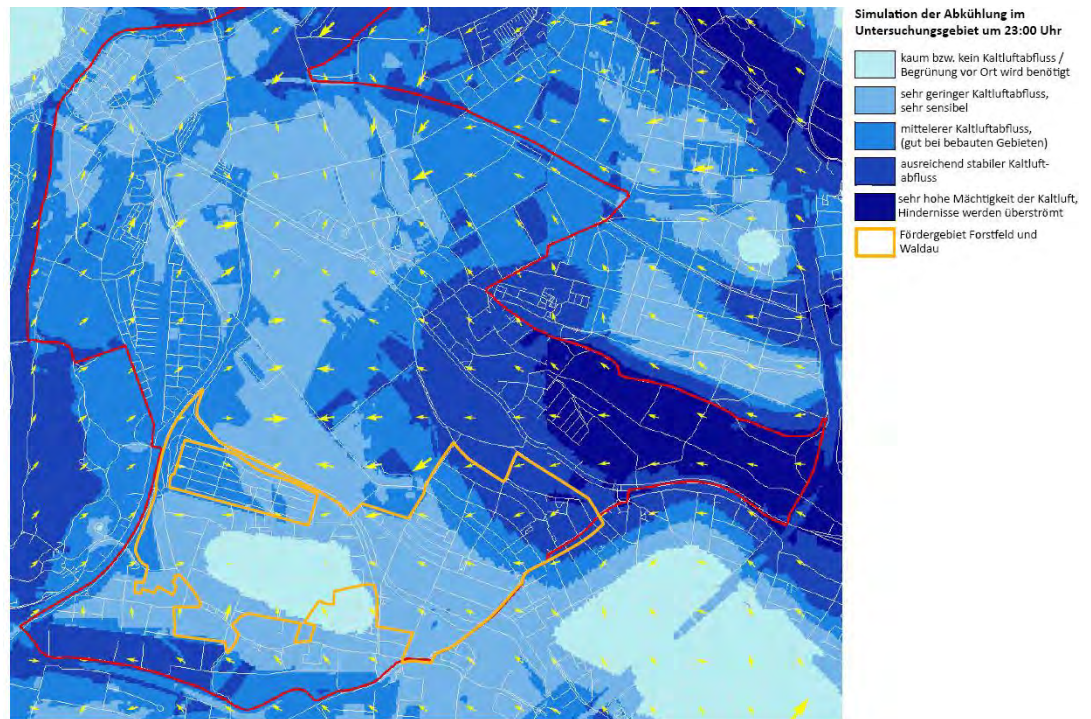 Simulation der Abkühlung im
Untersuchungsgebiet um 23:00 Uhr
kaum bzw. kein Kaltluftabfluss /
Begrünung vor Ort wird benötigt
sehr geringer Kaltluftabfluss,
sehr sensibel
mittelerer Kaltluftabfluss,
(gut bei bebauten Gebieten)
ausreichend stabiler Kaltluft-
abfluss
sehr hohe Mächtigkeit der Kaltluft,
Hindernisse werden überströmt
Fördergebiet Forstfeld und
Waldau